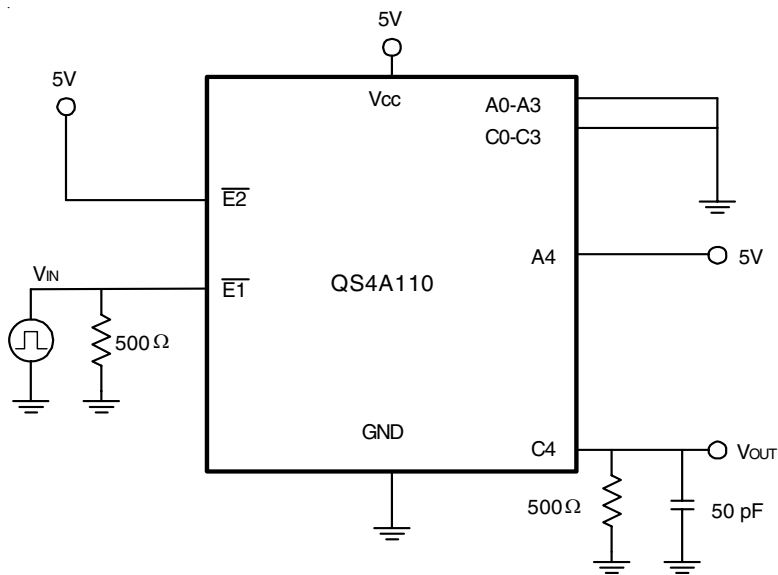 5V
5V
Vcc
A0-A3
C0-C3
E2
A4
5V
VIN
E1
QS4A110
500Ω
GND
C4
VOUT
500Ω
50 pF